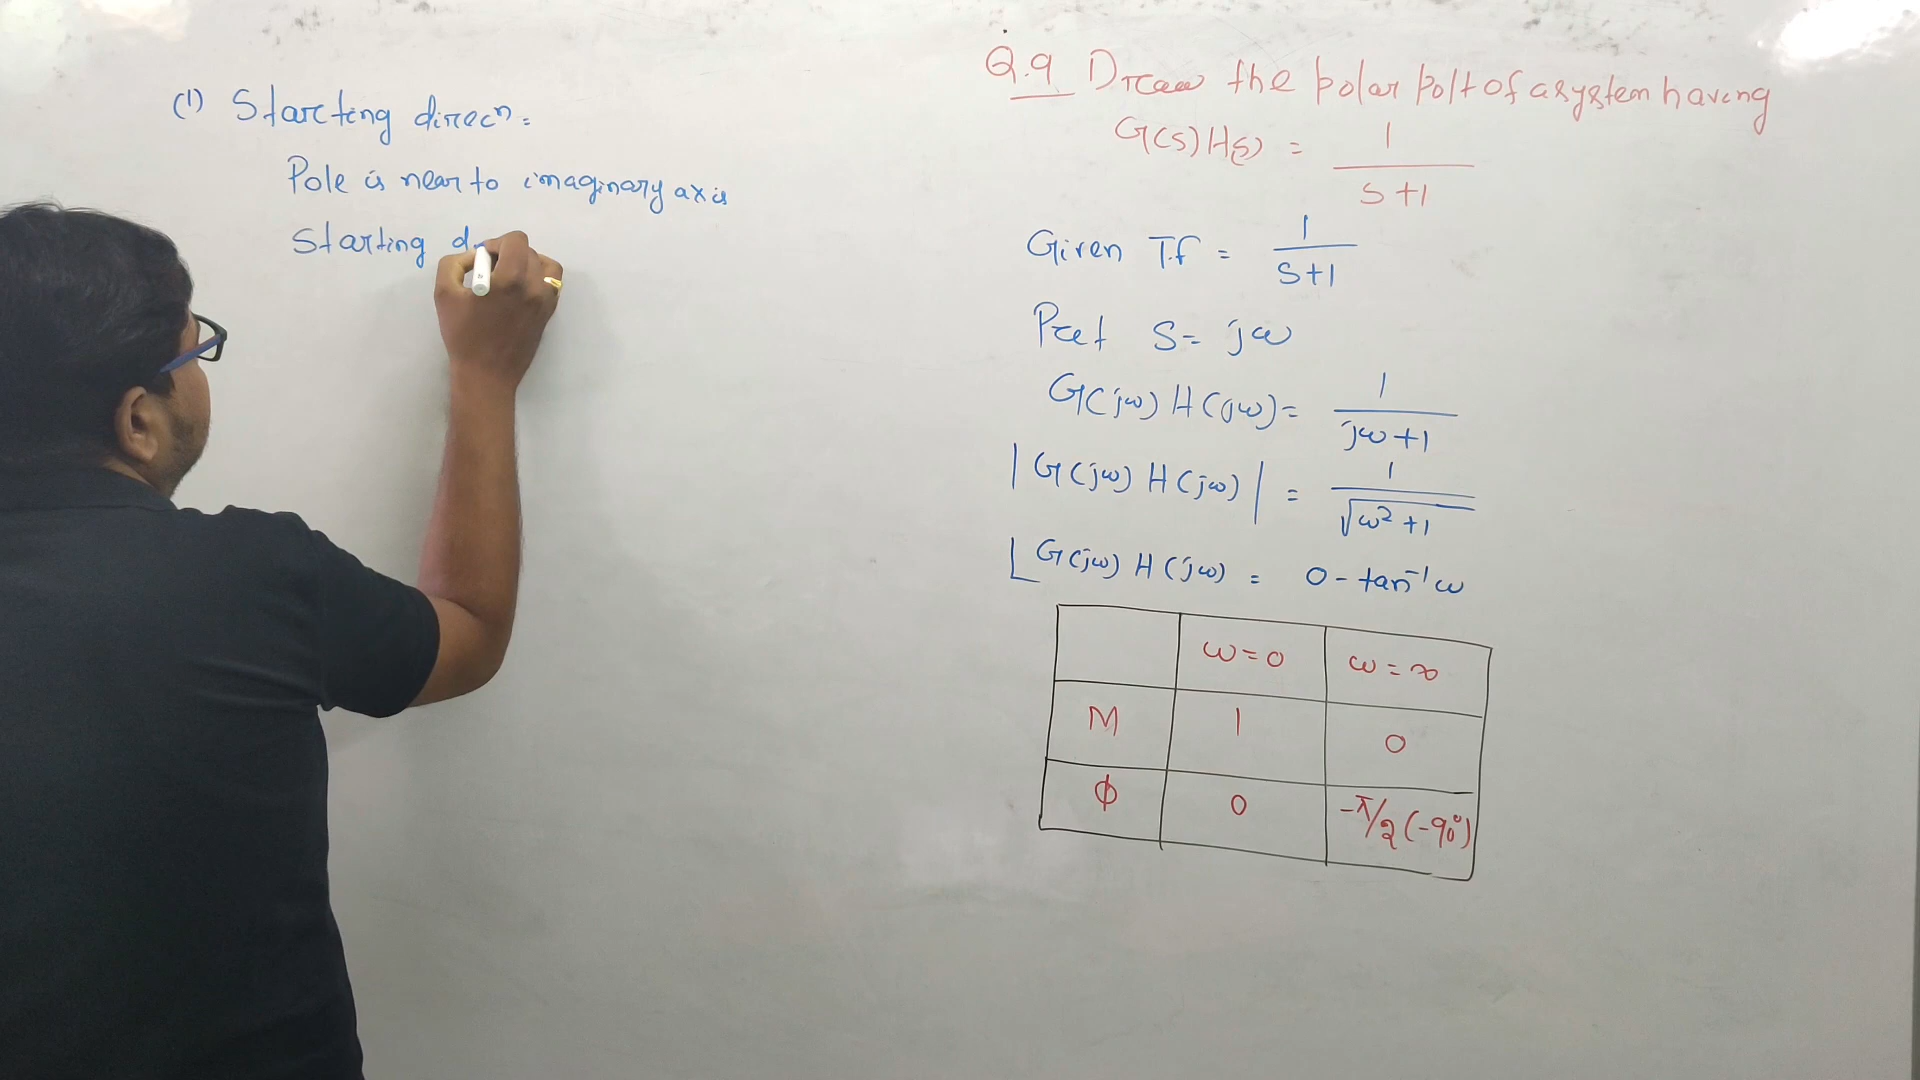 (1) Starting direcn:
Pole is near to imaginary axis
Starting d
Q.9 Draw the polar polt of a system having
G(s)H(s) = 1
s+1
Given T.f = 1
s+1
Put s = jω
G(jω) H(jω) = 1
jω+1
|G(jω) H(jω)| = 1
√ω²+1
∠G(jω) H(jω) = 0 - tan⁻¹ω
ω=0 ω=∞
M 1 0
ϕ 0 -π/2 (-90°)